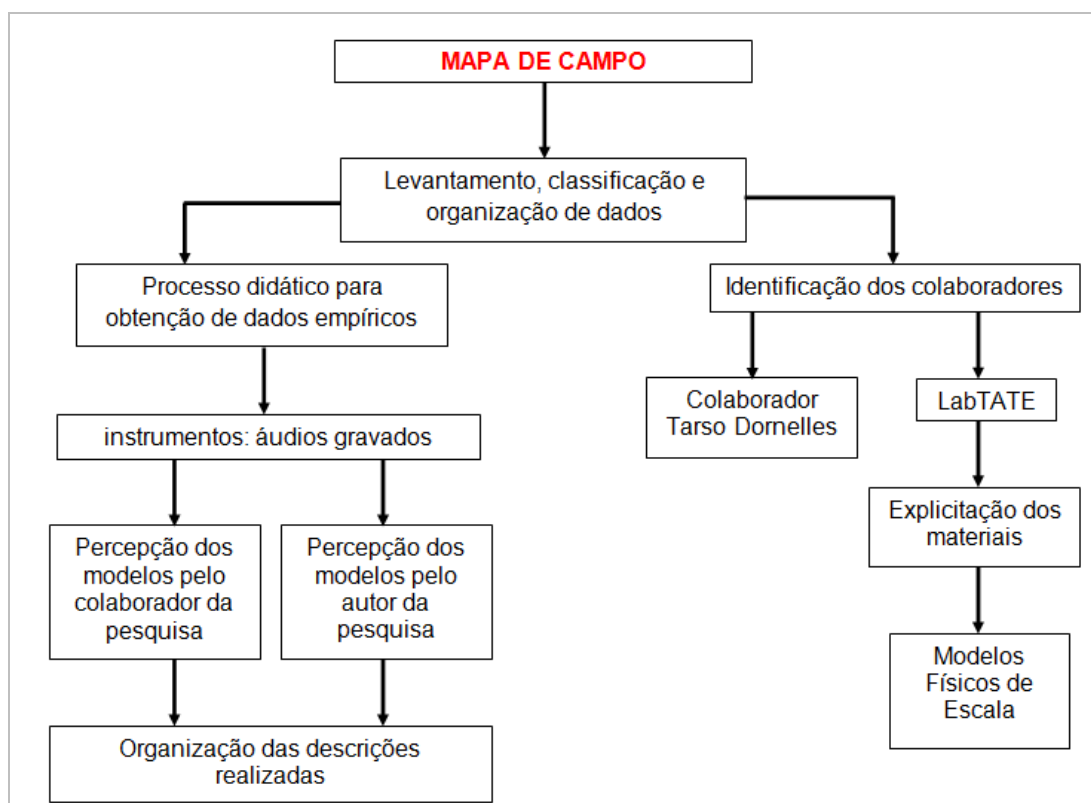 MAPA DE CAMPO
Levantamento, classificação e
organização de dados
Processo didático para
obtenção de dados empíricos
Identificação dos colaboradores
instrumentos: áudios gravados
Colaborador
Tarso Dornelles
LabTATE
Percepção dos
modelos pelo
colaborador da
pesquisa
Percepção dos
modelos pelo
autor da
pesquisa
Explicitação dos
materiais
Modelos
Físicos de
Escala
Organização das descrições
realizadas